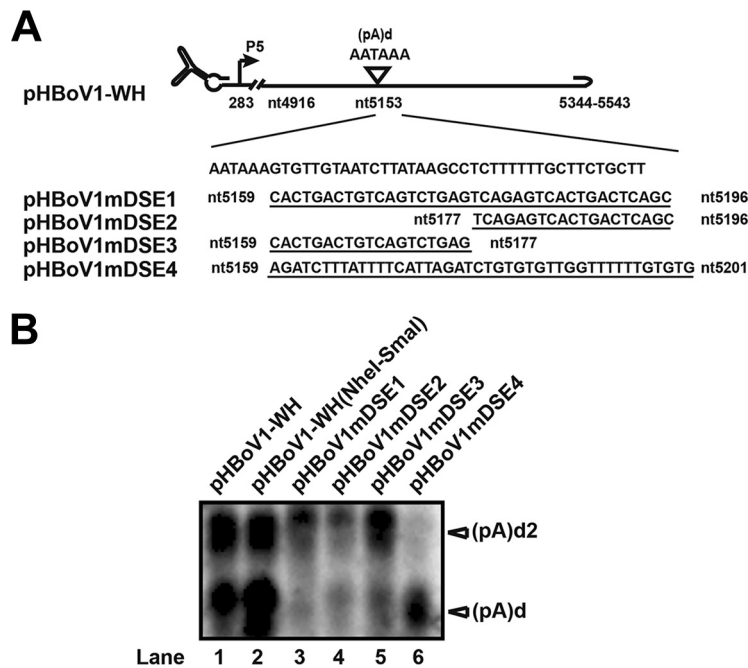 A
(pA)d
P5
AATAAA
pHBoV1-WH
283 nt4916 nt5153 5344-5543
AATAAAGTGTTGTAATCTTATAAGCCTCTTTTTTGCTTCTGCTT
pHBoV1mDSE1 nt5159 CACTGACTGTCAGTCTGAGTCAGAGTCACTGACTCAGC nt5196
pHBoV1mDSE2 nt5177 TCAGAGTCACTGACTCAGC nt5196
pHBoV1mDSE3 nt5159 CACTGACTGTCAGTCTGAG nt5177
pHBoV1mDSE4 nt5159 AGATCTTTATTTTCATTAGATCTGTGTGTTGGTTTTTTGTGTG nt5201
B
pHBoV1-WH
pHBoV1-WH(NheI-SmaI)
pHBoV1mDSE1
pHBoV1mDSE2
pHBoV1mDSE3
pHBoV1mDSE4
(pA)d2
(pA)d
Lane 1 2 3 4 5 6